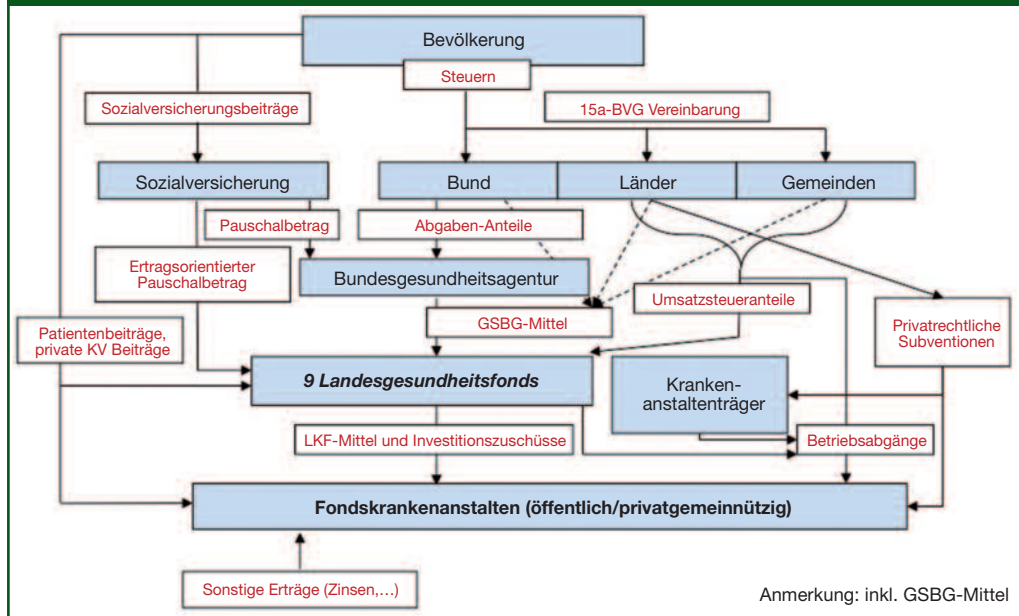 Bevölkerung
Steuern
Sozialversicherungsbeiträge
15a-BVG Vereinbarung
Sozialversicherung
Bund
Länder
Gemeinden
Pauschalbetrag
Abgaben-Anteile
Ertragsorientierter
Pauschalbetrag
Bundesgesundheitsagentur
Umsatzsteueranteile
GSBG-Mittel
Privatrechtliche
Subventionen
Patientenbeiträge,
private KV Beiträge
9 Landesgesundheitsfonds
Kranken-
anstaltenträger
LKF-Mittel und Investitionszuschüsse
Betriebsabgänge
Fondskrankenanstalten (öffentlich/privatgemeinnützig)
Sonstige Erträge (Zinsen,...)
Anmerkung: inkl. GSBG-Mittel